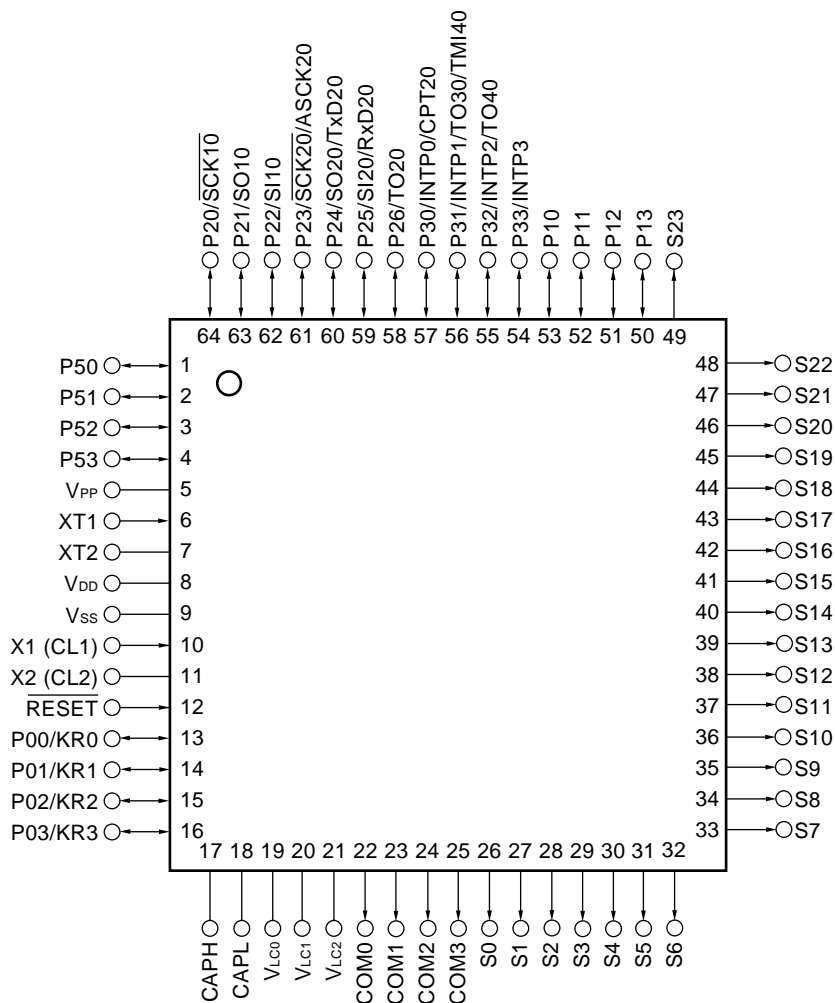 P20/SCK10
P21/SO10
P22/SI10
P23/SCK20/ASCK20
P24/SO20/TxD20
P25/SI20/RxD20
P26/TO20
P30/INTP0/CPT20
P31/INTP1/TO30/TMI40
P32/INTP2/TO40
P33/INTP3
P10
P11
P12
P13
S23
64 63 62 61 60 59 58 57 56 55 54 53 52 51 50 49
P50 1
P51 2
P52 3
P53 4
VPP 5
XT1 6
XT2 7
VDD 8
VSS 9
X1 (CL1) 10
X2 (CL2) 11
RESET 12
P00/KR0 13
P01/KR1 14
P02/KR2 15
P03/KR3 16
48 S22
47 S21
46 S20
45 S19
44 S18
43 S17
42 S16
41 S15
40 S14
39 S13
38 S12
37 S11
36 S10
35 S9
34 S8
33 S7
17 18 19 20 21 22 23 24 25 26 27 28 29 30 31 32
CAPH
CAPL
VLC0
VLC1
VLC2
COM0
COM1
COM2
COM3
S0
S1
S2
S3
S4
S5
S6